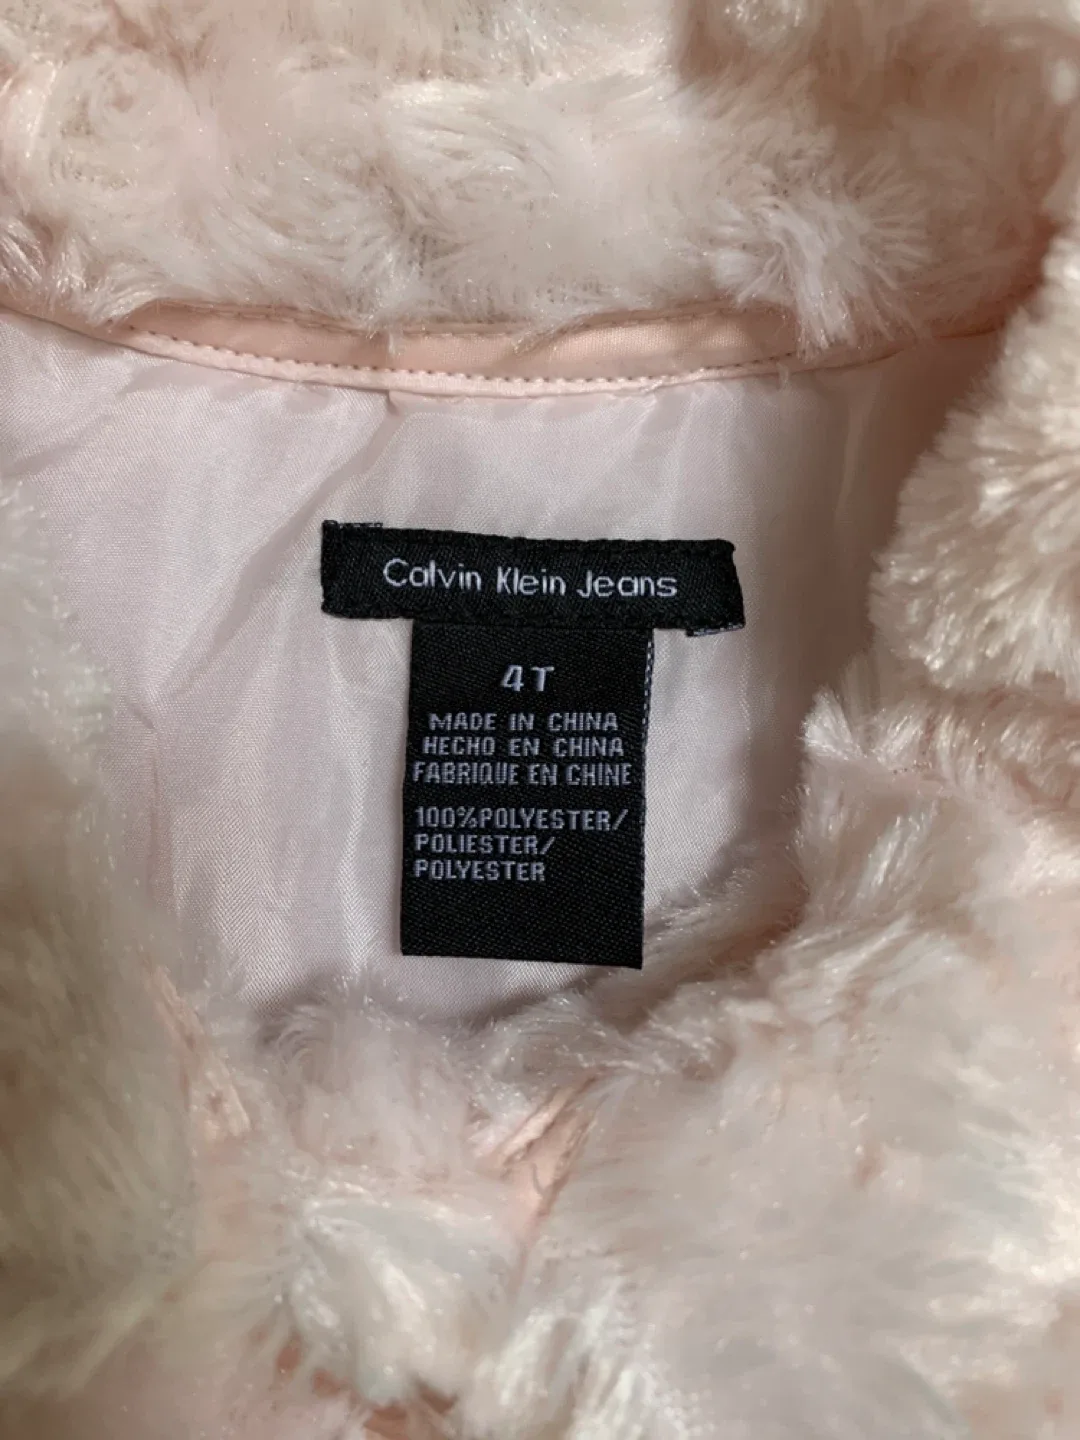 Calvin Klein Jeans
4T
MADE IN CHINA
HECHO EN CHINA
FABRIQUE EN CHINE
100%POLYESTER/
POLIESTER/
POLYESTER